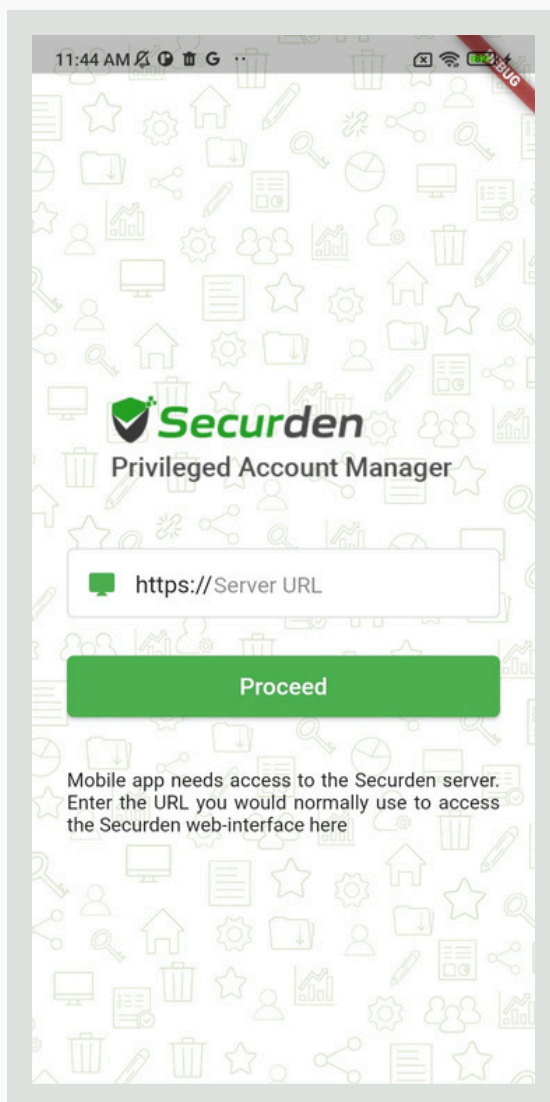 11:44 AM G ..
DEBUG
Securden
Privileged Account Manager
https:// Server URL
Proceed
Mobile app needs access to the Securden server.
Enter the URL you would normally use to access
the Securden web-interface here